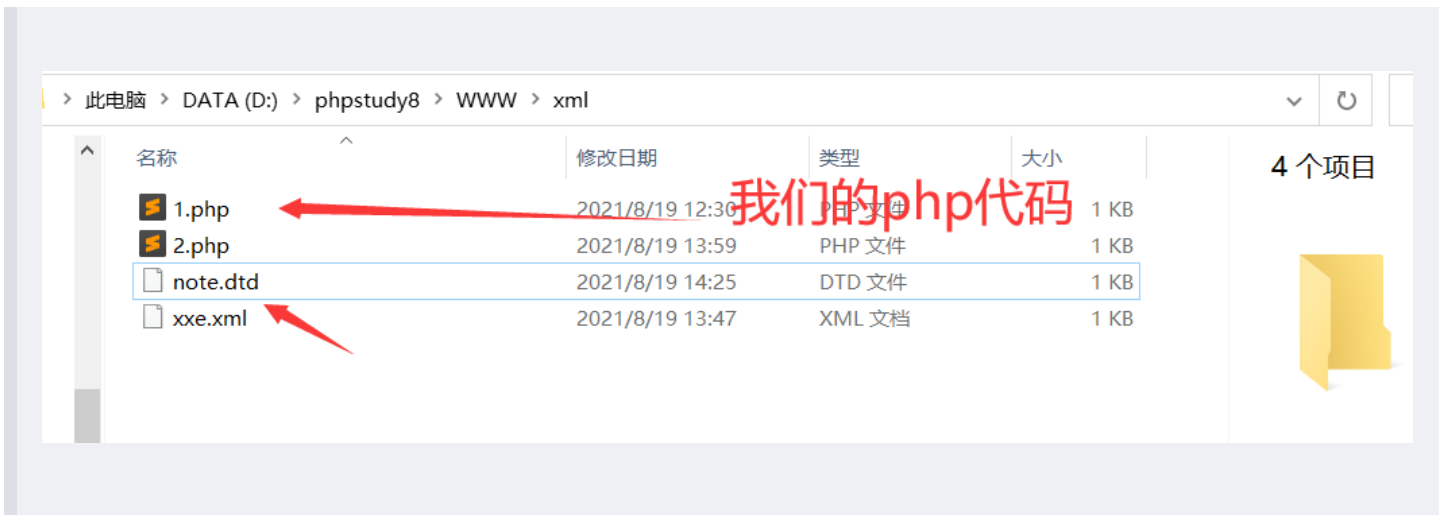 > 此电脑 > DATA (D:) > phpstudy8 > WWW > xml
名称 修改日期 类型 大小
4 个项目
我们的php代码
1.php 2021/8/19 12:30 PHP 文件 1 KB
2.php 2021/8/19 13:59 PHP 文件 1 KB
note.dtd 2021/8/19 14:25 DTD 文件 1 KB
xxe.xml 2021/8/19 13:47 XML 文档 1 KB